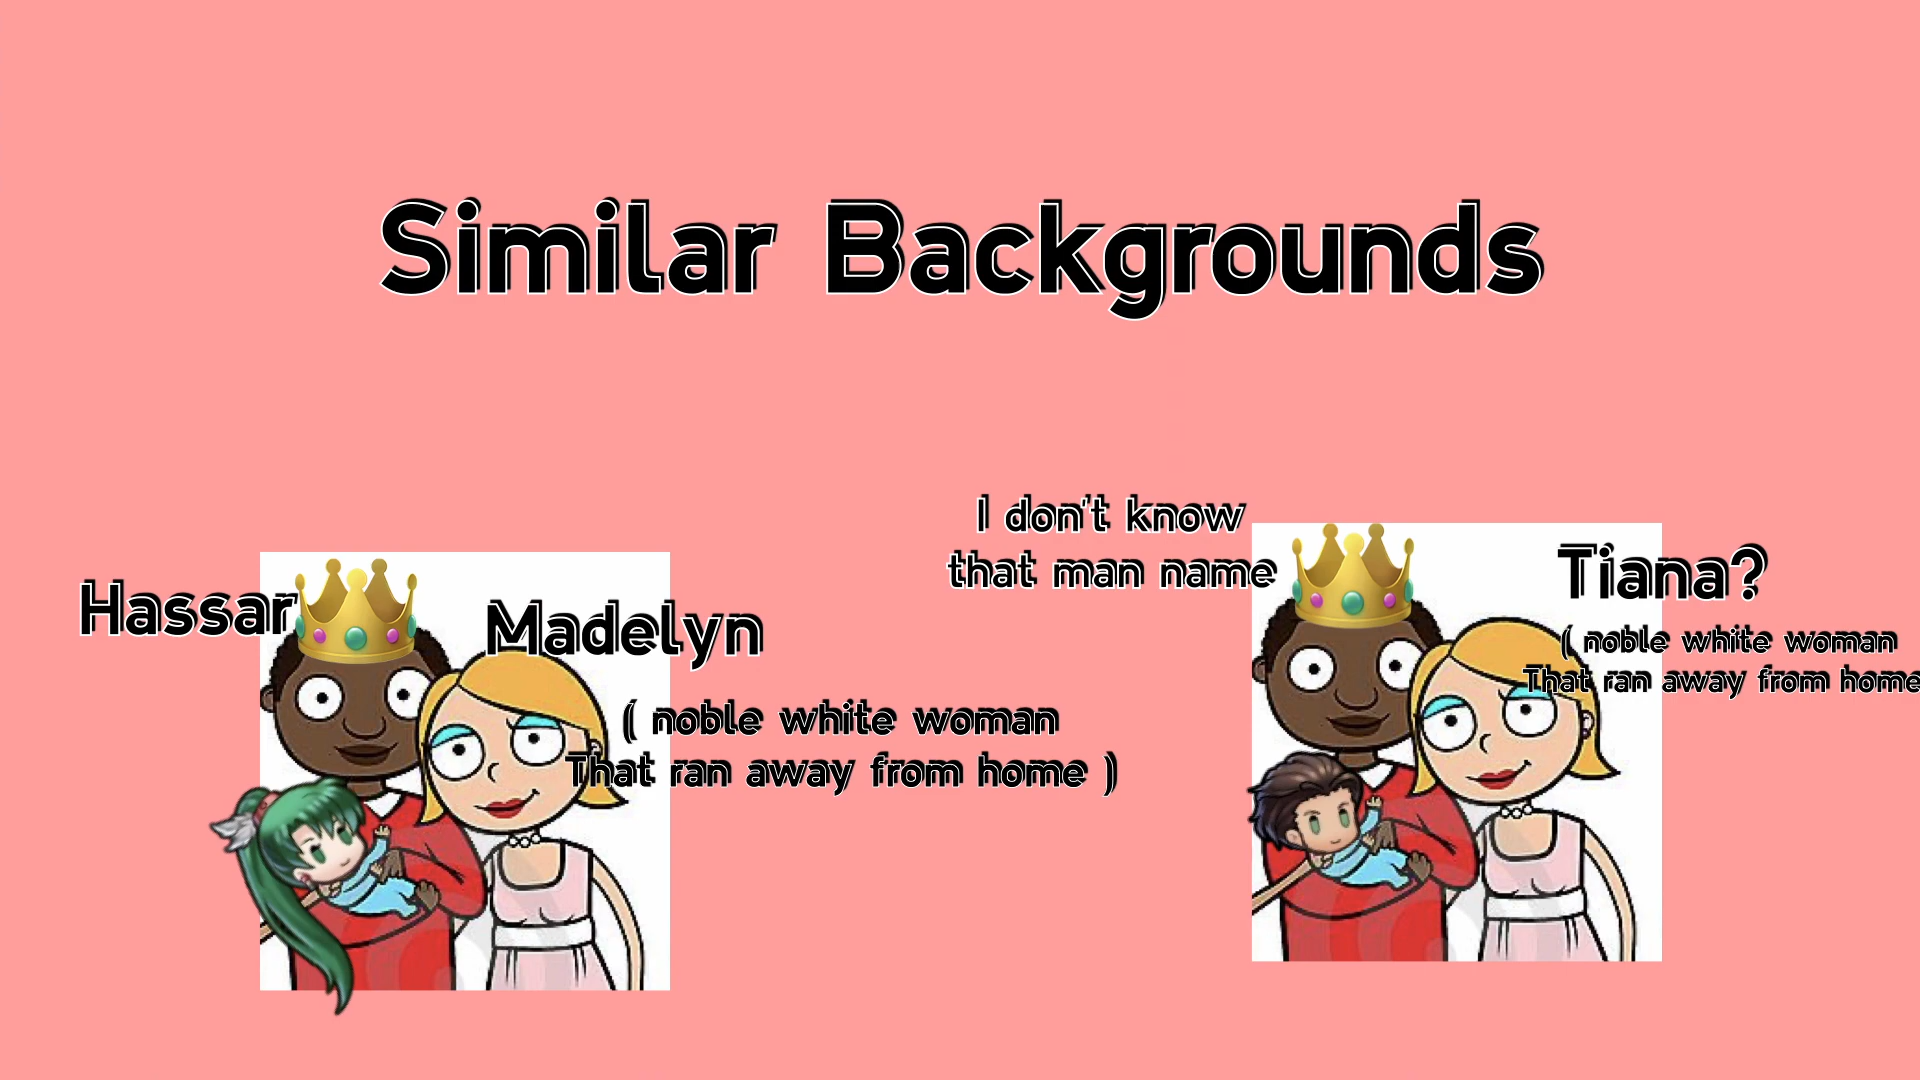 Similar Backgrounds
Hassar
Madelyn
( noble white woman
That ran away from home )
I don't know
that man name
Tiana?
( noble white woman
That ran away from home